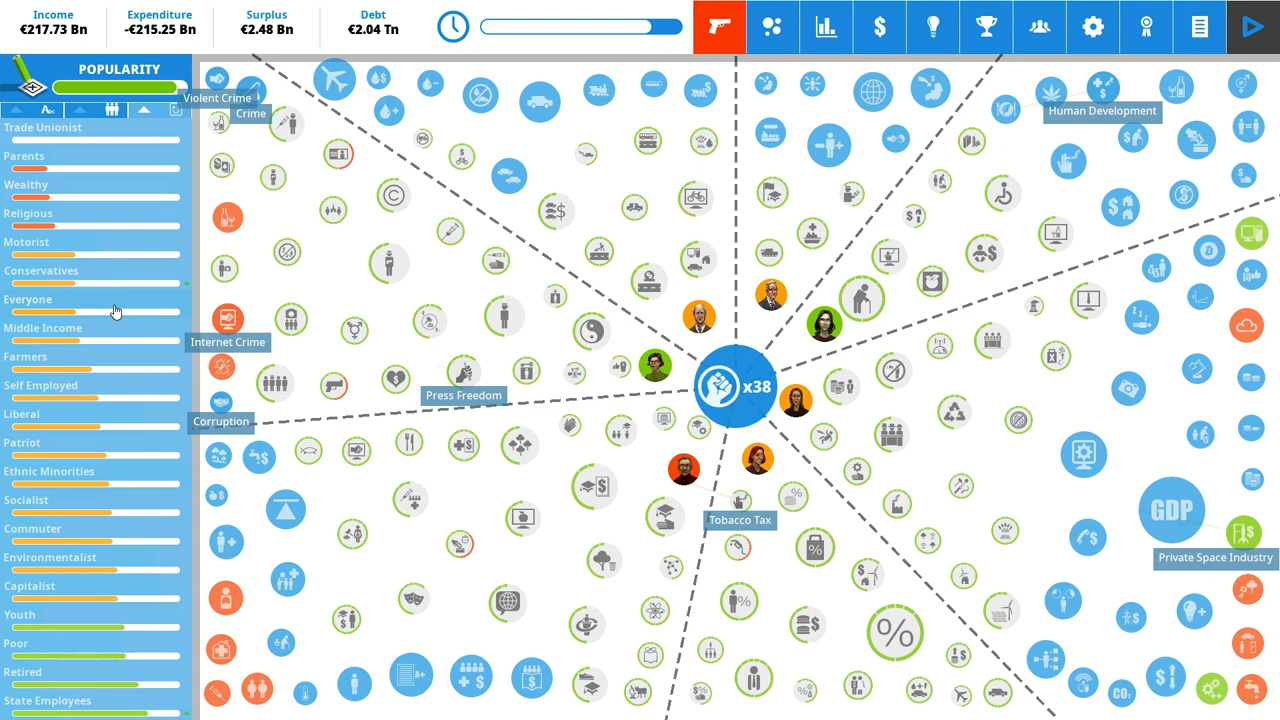 Income Expenditure Surplus Debt
€217.73 Bn -€215.25 Bn €2.48 Bn €2.04 Tn
POPULARITY
A
Violent Crime
Crime
Human Development
Trade Unionist
Parents
Wealthy
Religious
Motorist
Conservatives
Everyone
Middle Income
Internet Crime
Farmers
Self Employed
Press Freedom
x38
Liberal
Corruption
Patriot
Ethnic Minorities
Socialist
GDP
Tobacco Tax
Commuter
Environmentalist
Private Space Industry
Capitalist
Youth
Poor
%
Retired
A+
CO₂
State Employees